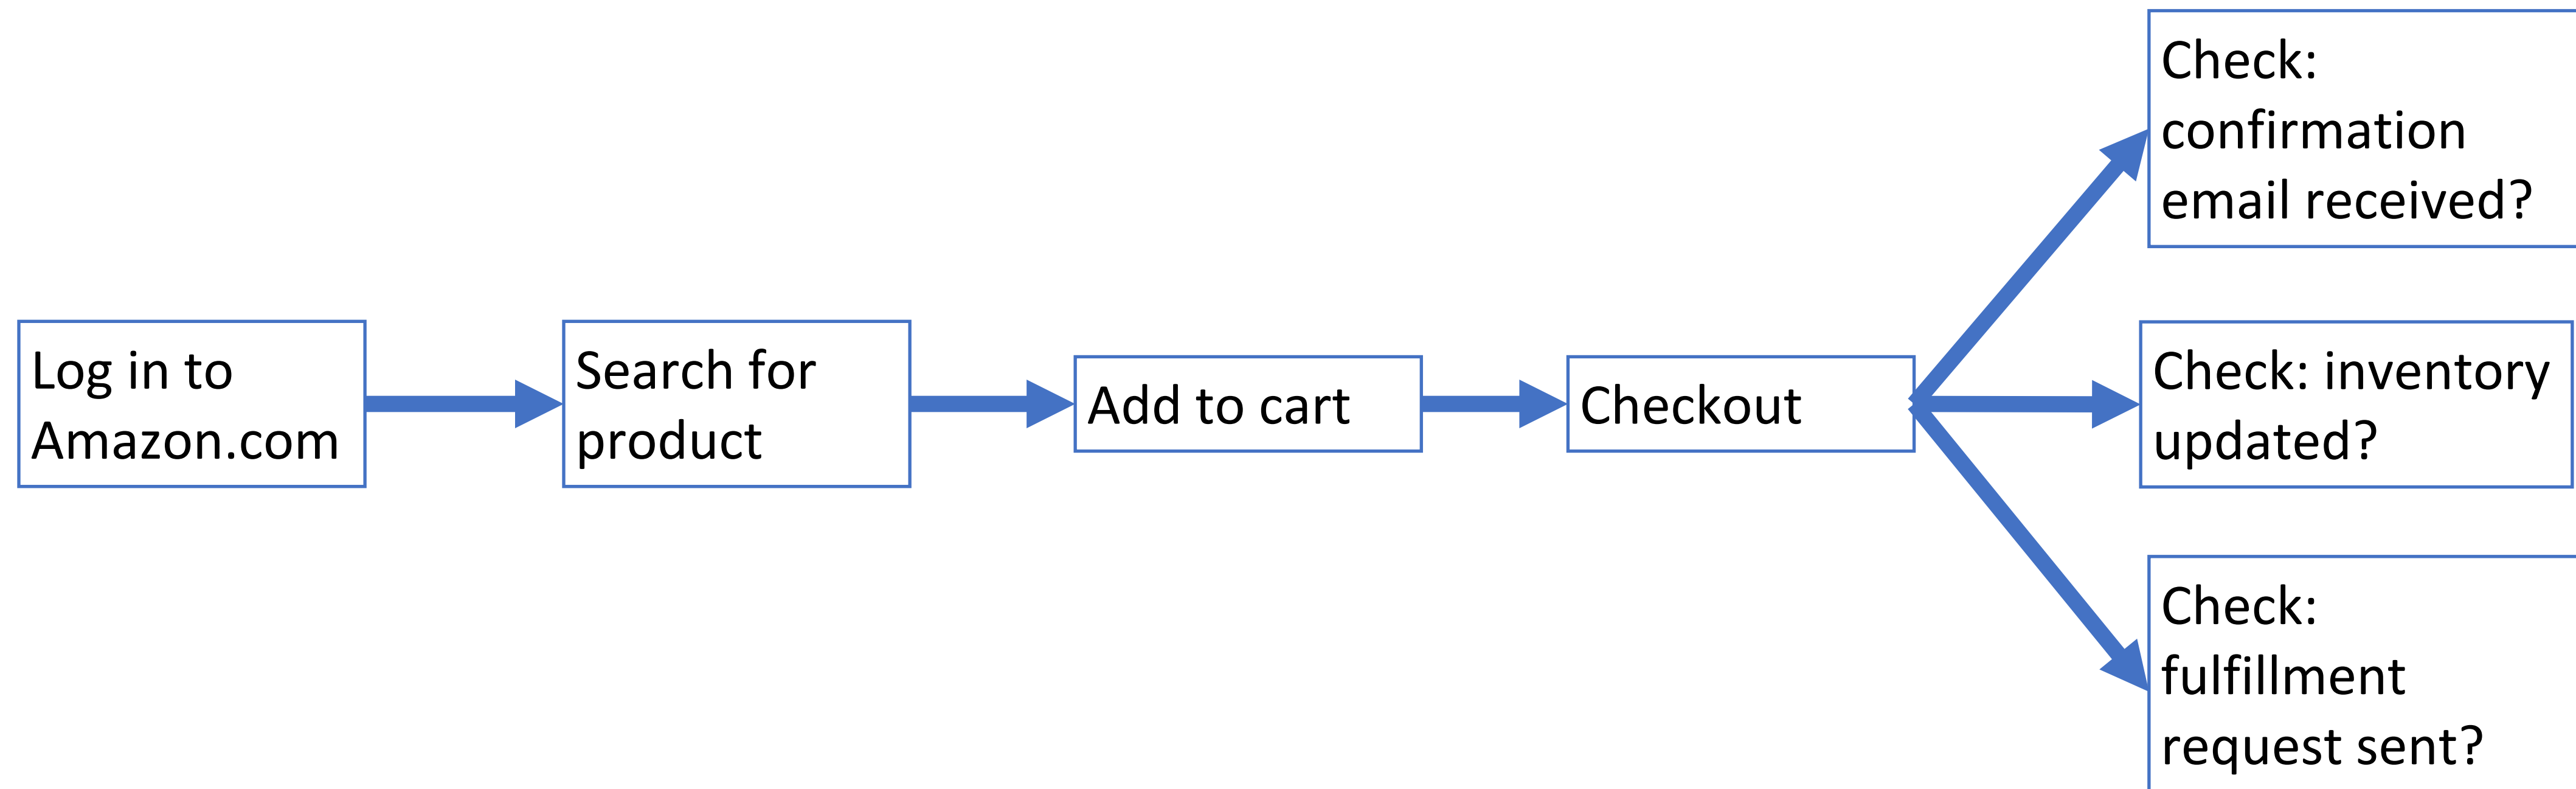 Log in to
Amazon.com
Search for
product
Add to cart
Checkout
Check:
confirmation
email received?
Check: inventory
updated?
Check:
fulfillment
request sent?